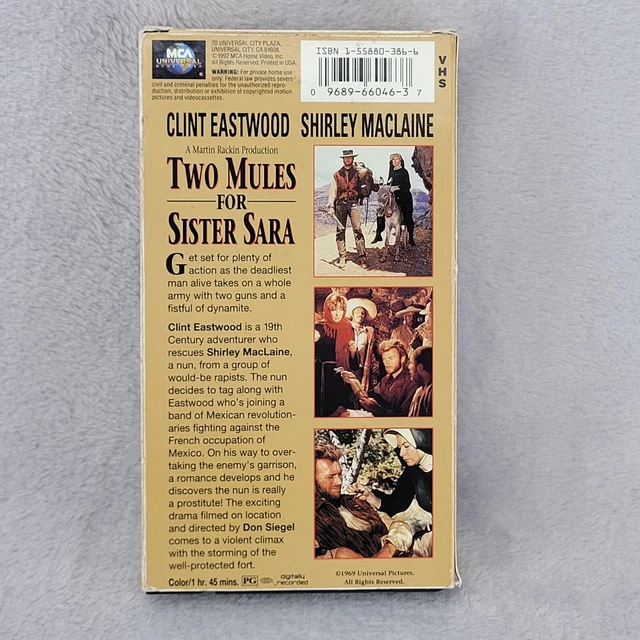 MCA
UNIVERSAL
HOME VIDEO
70 UNIVERSAL CITY PLAZA,
UNIVERSAL CITY, CA 91608.
©1992 MCA Home Video, Inc.
All Rights Reserved. Printed in USA.
WARNING: For private home use
only. Federal law provides severe
civil and criminal penalties for the unauthorized repro-
duction, distribution or exhibition of copyrighted motion
pictures and videocassettes.
ISBN 1-55880-386-6
0 9689-66046-3 7
VHS
CLINT EASTWOOD SHIRLEY MACLAINE
A Martin Rackin Production
TWO MULES
FOR
SISTER SARA
Get set for plenty of
action as the deadliest
man alive takes on a whole
army with two guns and a
fistful of dynamite.
Clint Eastwood is a 19th
Century adventurer who
rescues Shirley MacLaine,
a nun, from a group of
would-be rapists. The nun
decides to tag along with
Eastwood who's joining a
band of Mexican revolution-
aries fighting against the
French occupation of
Mexico. On his way to over-
taking the enemy's garrison,
a romance develops and he
discovers the nun is really
a prostitute! The exciting
drama filmed on location
and directed by Don Siegel
comes to a violent climax
with the storming of the
well-protected fort.
Color/1 hr. 45 mins. PG digitally
recorded
©1969 Universal Pictures.
All Rights Reserved.